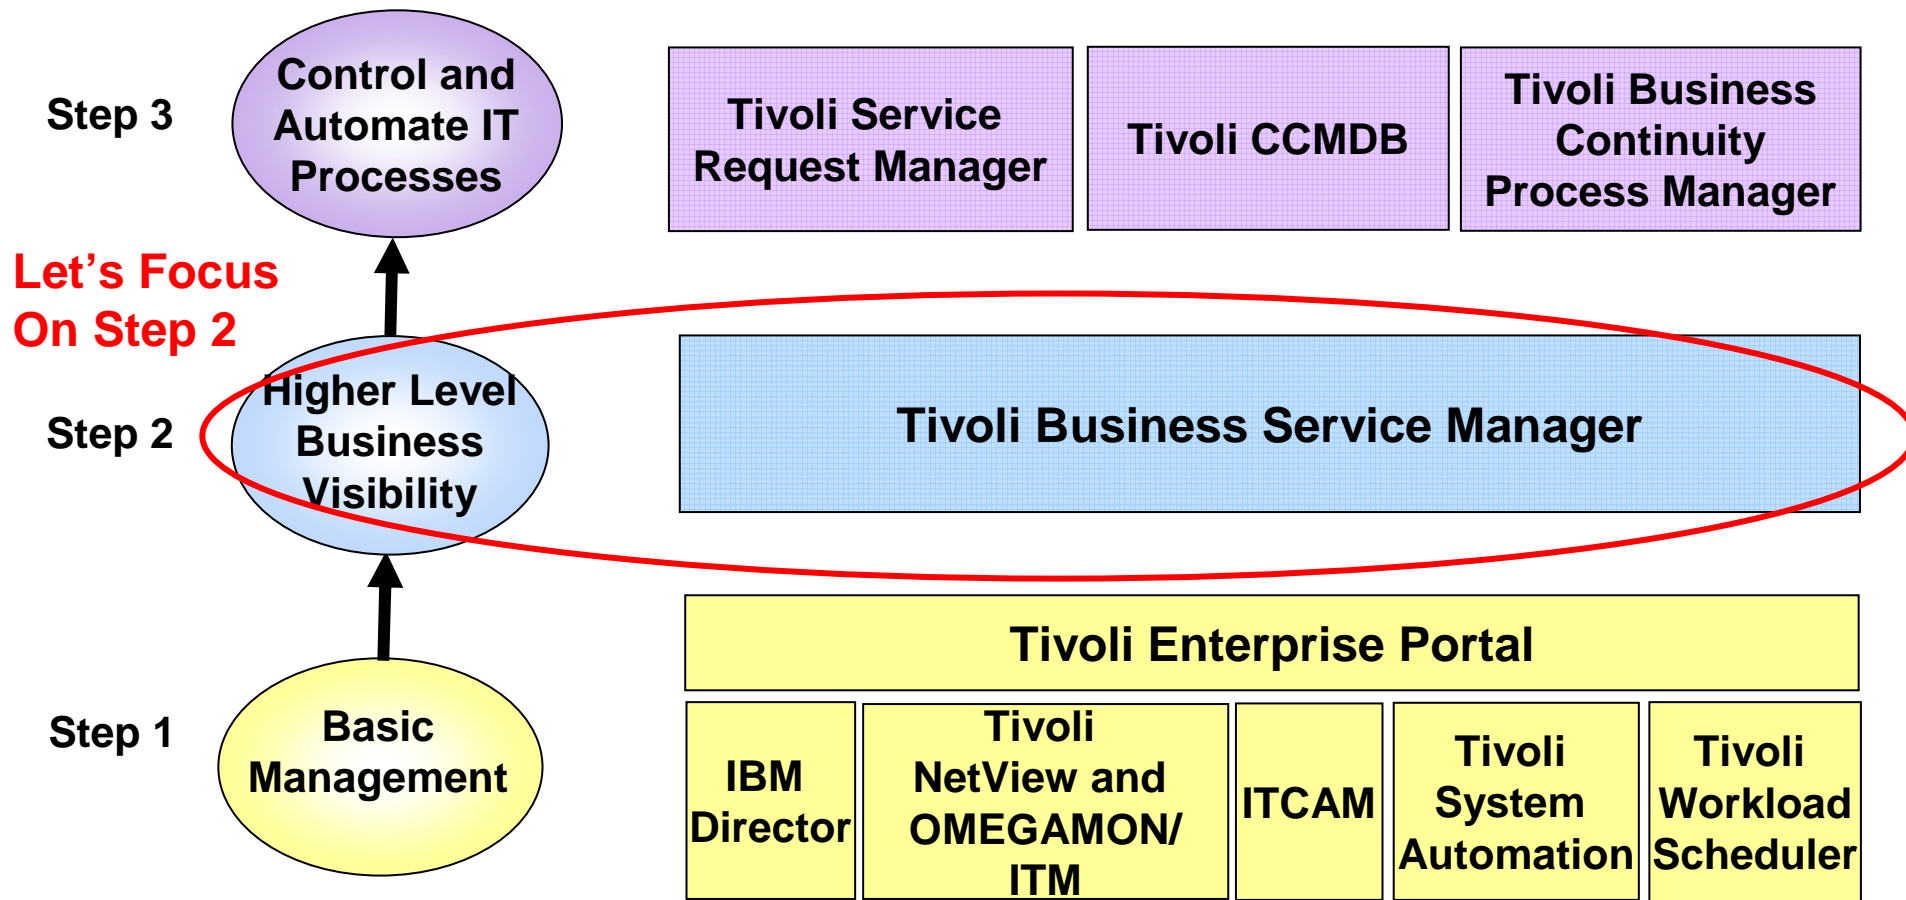 Step 3
Control and
Automate IT
Processes
Tivoli Service
Request Manager
Tivoli CCMDB
Tivoli Business
Continuity
Process Manager
Let’s Focus
On Step 2
Step 2
Higher Level
Business
Visibility
Tivoli Business Service Manager
Step 1
Basic
Management
Tivoli Enterprise Portal
IBM
Director
Tivoli
NetView and
OMEGAMON/
ITM
ITCAM
Tivoli
System
Automation
Tivoli
Workload
Scheduler